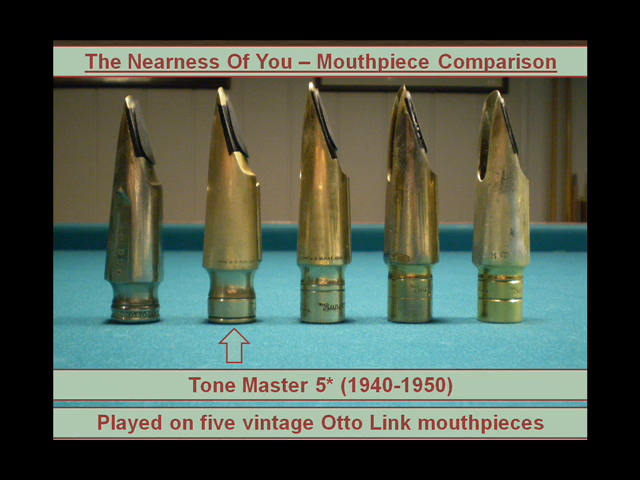 The Nearness Of You – Mouthpiece Comparison
Tone Master 5* (1940-1950)
Played on five vintage Otto Link mouthpieces